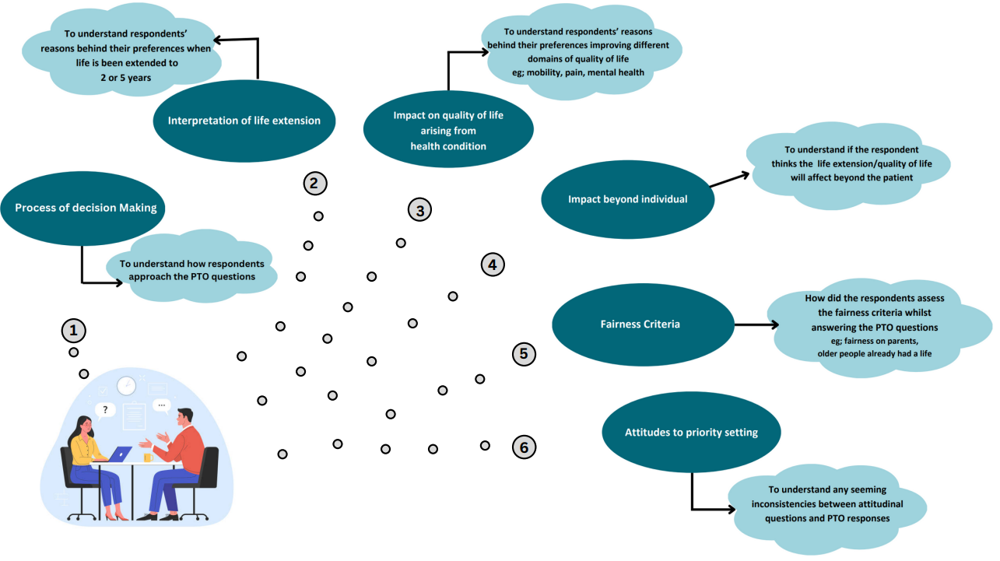 To understand respondents'
reasons behind their preferences when
life is been extended to
2 or 5 years
Interpretation of life extension
To understand respondents' reasons
behind their preferences improving different
domains of quality of life
eg; mobility, pain, mental health
Impact on quality of life
arising from
health condition
To understand if the respondent
thinks the life extension/quality of life
will affect beyond the patient
Impact beyond individual
Process of decision Making
To understand how respondents
approach the PTO questions
1
2
3
4
5
6
How did the respondents assess
the fairness criteria whilst
answering the PTO questions
eg; fairness on parents,
older people already had a life
Fairness Criteria
Attitudes to priority setting
To understand any seeming
inconsistencies between attitudinal
questions and PTO responses
?
...